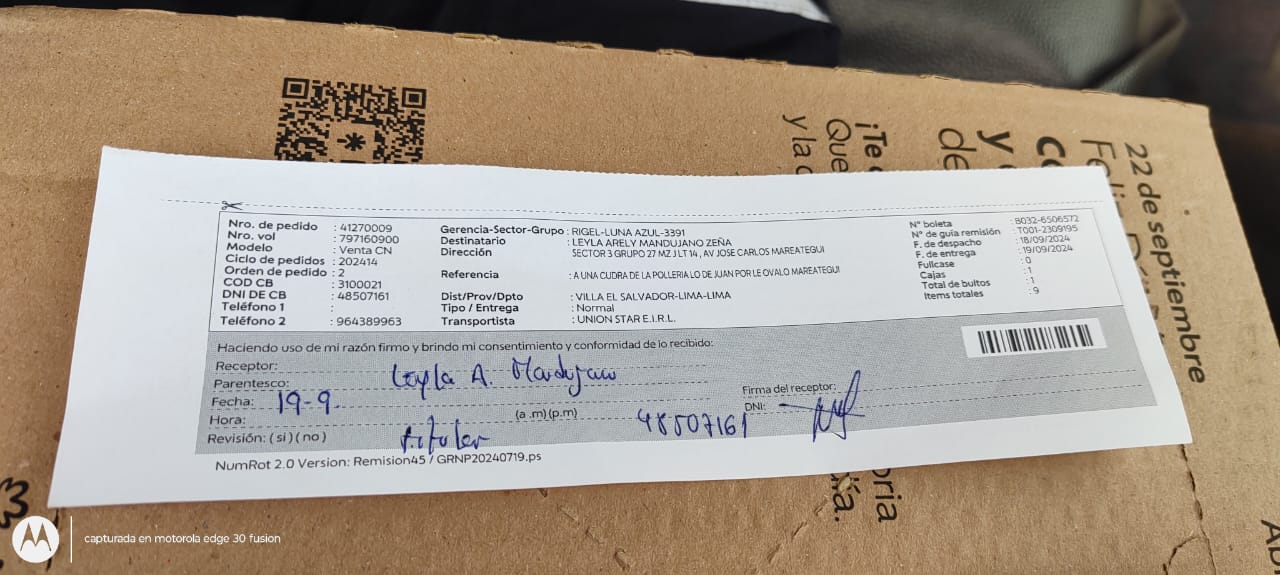 Nro. de pedido : 41270009
Nro. vol : 797160900
Modelo : Venta CN
Ciclo de pedidos : 202414
Orden de pedido : 2
COD CB : 3100021
DNI DE CB : 48507161
Teléfono 1 :
Teléfono 2 : 964389963
Gerencia-Sector-Grupo : RIGEL-LUNA AZUL-3391
Destinatario : LEYLA ARELY MANDUJANO ZEÑA
Dirección SECTOR 3 GRUPO 27 MZ J LT 14 , AV JOSE CARLOS MAREATEGUI
Referencia : A UNA CUDRA DE LA POLLERIA LO DE JUAN POR LE OVALO MAREATEGUI
Dist/Prov/Dpto : VILLA EL SALVADOR-LIMA-LIMA
Tipo / Entrega : Normal
Transportista : UNION STAR E.I.R.L.
N° boleta : B032-6506572
N° de guía remisión : T001-2309195
F. de despacho : 18/09/2024
F. de entrega : 19/09/2024
Fullcase : 0
Cajas : 1
Total de bultos : 1
Items totales : 9
Haciendo uso de mi razón firmo y brindo mi consentimiento y conformidad de lo recibido:
Receptor: Leyla A. Mandujano
Parentesco:
Fecha: 19-9.
Hora: (a .m) (p.m)
Revisión: ( si ) ( no ) titular
48507161
Firma del receptor:
DNI:
NumRot 2.0 Version: Remision45 / GRNP20240719.ps
22 de septiembre
¡Te
Que
y la
y
de
capturada en motorola edge 30 fusion